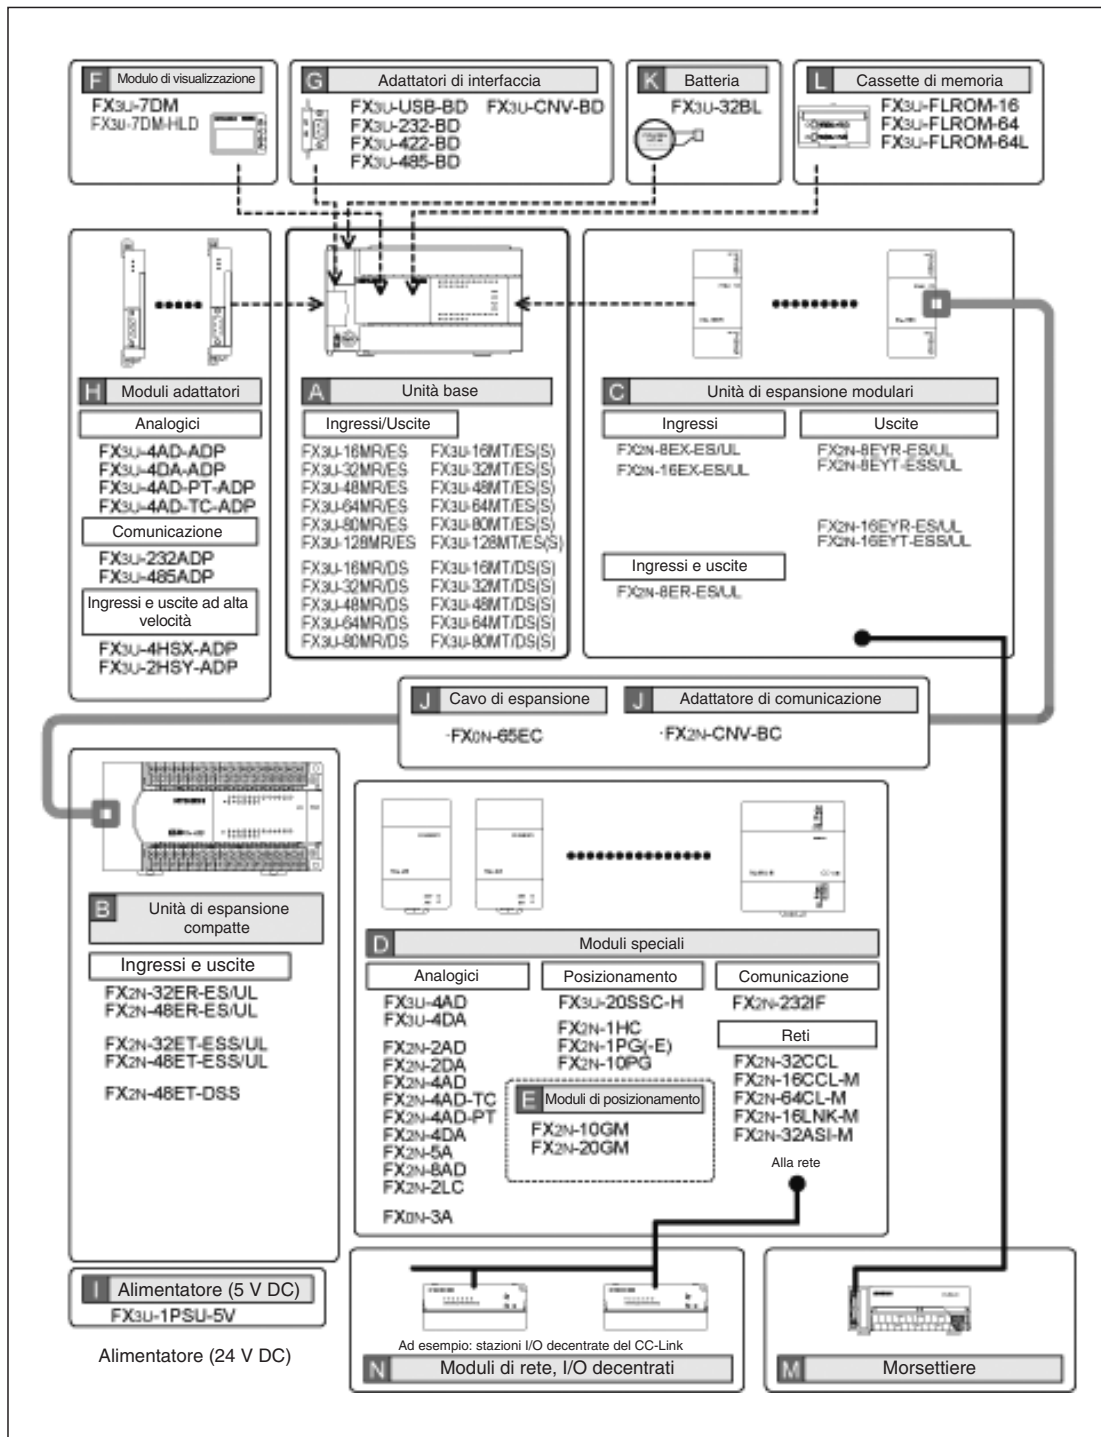 F Modulo di visualizzazione
FX3U-7DM
FX3U-7DM-HLD
G Adattatori di interfaccia
FX3U-USB-BD FX3U-CNV-BD
FX3U-232-BD
FX3U-422-BD
FX3U-485-BD
K Batteria
FX3U-32BL
L Cassette di memoria
FX3U-FLROM-16
FX3U-FLROM-64
FX3U-FLROM-64L
H Moduli adattatori
Analogici
FX3U-4AD-ADP
FX3U-4DA-ADP
FX3U-4AD-PT-ADP
FX3U-4AD-TC-ADP
Comunicazione
FX3U-232ADP
FX3U-485ADP
Ingressi e uscite ad alta
velocità
FX3U-4HSX-ADP
FX3U-2HSY-ADP
A Unità base
Ingressi/Uscite
FX3U-16MR/ES FX3U-16MT/ES(S)
FX3U-32MR/ES FX3U-32MT/ES(S)
FX3U-48MR/ES FX3U-48MT/ES(S)
FX3U-64MR/ES FX3U-64MT/ES(S)
FX3U-80MR/ES FX3U-80MT/ES(S)
FX3U-128MR/ES FX3U-128MT/ES(S)
FX3U-16MR/DS FX3U-16MT/DS(S)
FX3U-32MR/DS FX3U-32MT/DS(S)
FX3U-48MR/DS FX3U-48MT/DS(S)
FX3U-64MR/DS FX3U-64MT/DS(S)
FX3U-80MR/DS FX3U-80MT/DS(S)
C Unità di espansione modulari
Ingressi
FX2N-8EX-ES/UL
FX2N-16EX-ES/UL
Uscite
FX2N-8EYR-ES/UL
FX2N-8EYT-ESS/UL
FX2N-16EYR-ES/UL
FX2N-16EYT-ESS/UL
Ingressi e uscite
FX2N-8ER-ES/UL
J Cavo di espansione
·FX0N-65EC
J Adattatore di comunicazione
·FX2N-CNV-BC
B Unità di espansione
compatte
Ingressi e uscite
FX2N-32ER-ES/UL
FX2N-48ER-ES/UL
FX2N-32ET-ESS/UL
FX2N-48ET-ESS/UL
FX2N-48ET-DSS
D Moduli speciali
Analogici
FX3U-4AD
FX3U-4DA
FX2N-2AD
FX2N-2DA
FX2N-4AD
FX2N-4AD-TC
FX2N-4AD-PT
FX2N-4DA
FX2N-5A
FX2N-8AD
FX2N-2LC
FX0N-3A
Posizionamento
FX3U-20SSC-H
FX2N-1HC
FX2N-1PG(-E)
FX2N-10PG
E Moduli di posizionamento
FX2N-10GM
FX2N-20GM
Comunicazione
FX2N-232IF
Reti
FX2N-32CCL
FX2N-16CCL-M
FX2N-64CL-M
FX2N-16LNK-M
FX2N-32ASI-M
Alla rete
I Alimentatore (5 V DC)
FX3U-1PSU-5V
Alimentatore (24 V DC)
Ad esempio: stazioni I/O decentrate del CC-Link
N Moduli di rete, I/O decentrati
M Morsettiere